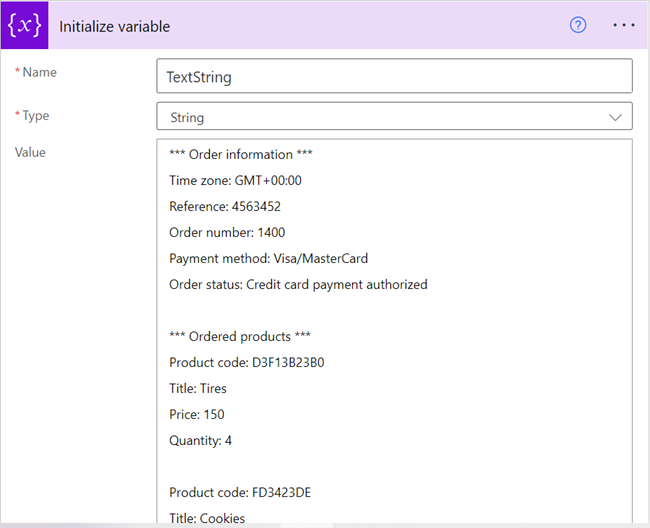 {x} Initialize variable ? ...
*Name
TextString
*Type
String
Value
*** Order information ***
Time zone: GMT+00:00
Reference: 4563452
Order number: 1400
Payment method: Visa/MasterCard
Order status: Credit card payment authorized
*** Ordered products ***
Product code: D3F13B23B0
Title: Tires
Price: 150
Quantity: 4
Product code: FD3423DE
Title: Cookies